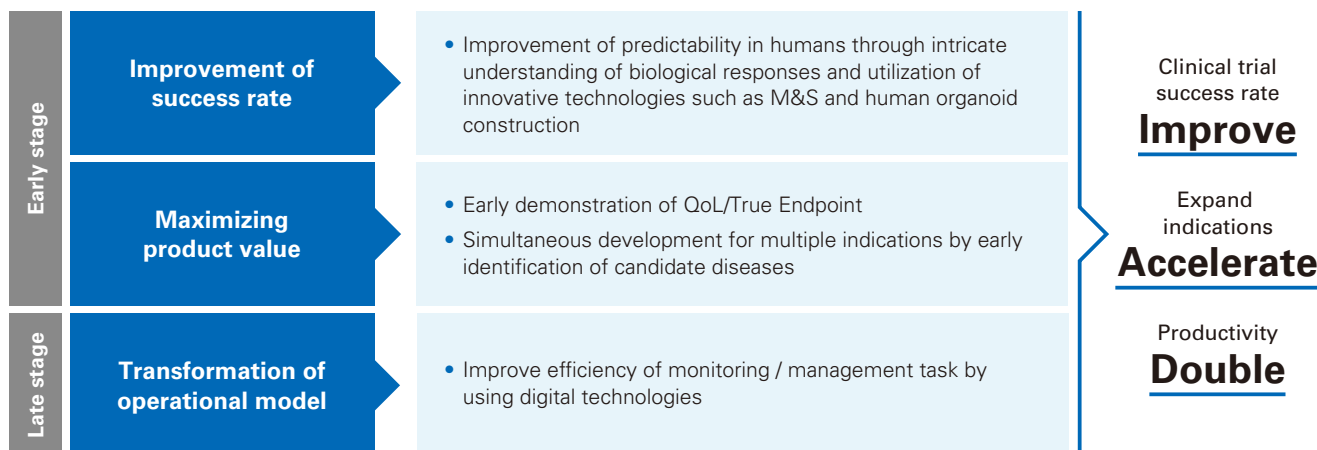 Early stage
Improvement of
success rate
• Improvement of predictability in humans through intricate
understanding of biological responses and utilization of
innovative technologies such as M&S and human organoid
construction
Maximizing
product value
• Early demonstration of QoL/True Endpoint
• Simultaneous development for multiple indications by early
identification of candidate diseases
Late stage
Transformation of
operational model
• Improve efficiency of monitoring / management task by
using digital technologies
Clinical trial
success rate
Improve
Expand
indications
Accelerate
Productivity
Double